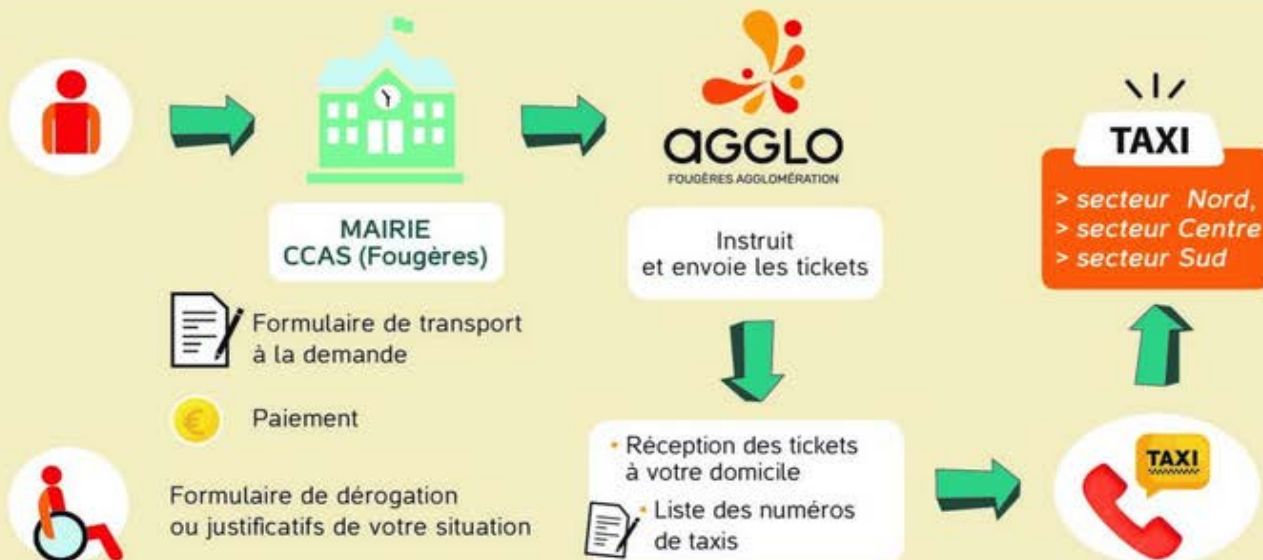 MAIRIE
CCAS (Fougères)
Formulaire de transport
à la demande
€
Paiement
Formulaire de dérogation
ou justificatifs de votre situation
aGGLO
FOUGÈRES AGGLOMÉRATION
Instruit
et envoie les tickets
• Réception des tickets
à votre domicile
• Liste des numéros
de taxis
TAXI
TAXI
> secteur Nord,
> secteur Centre
> secteur Sud